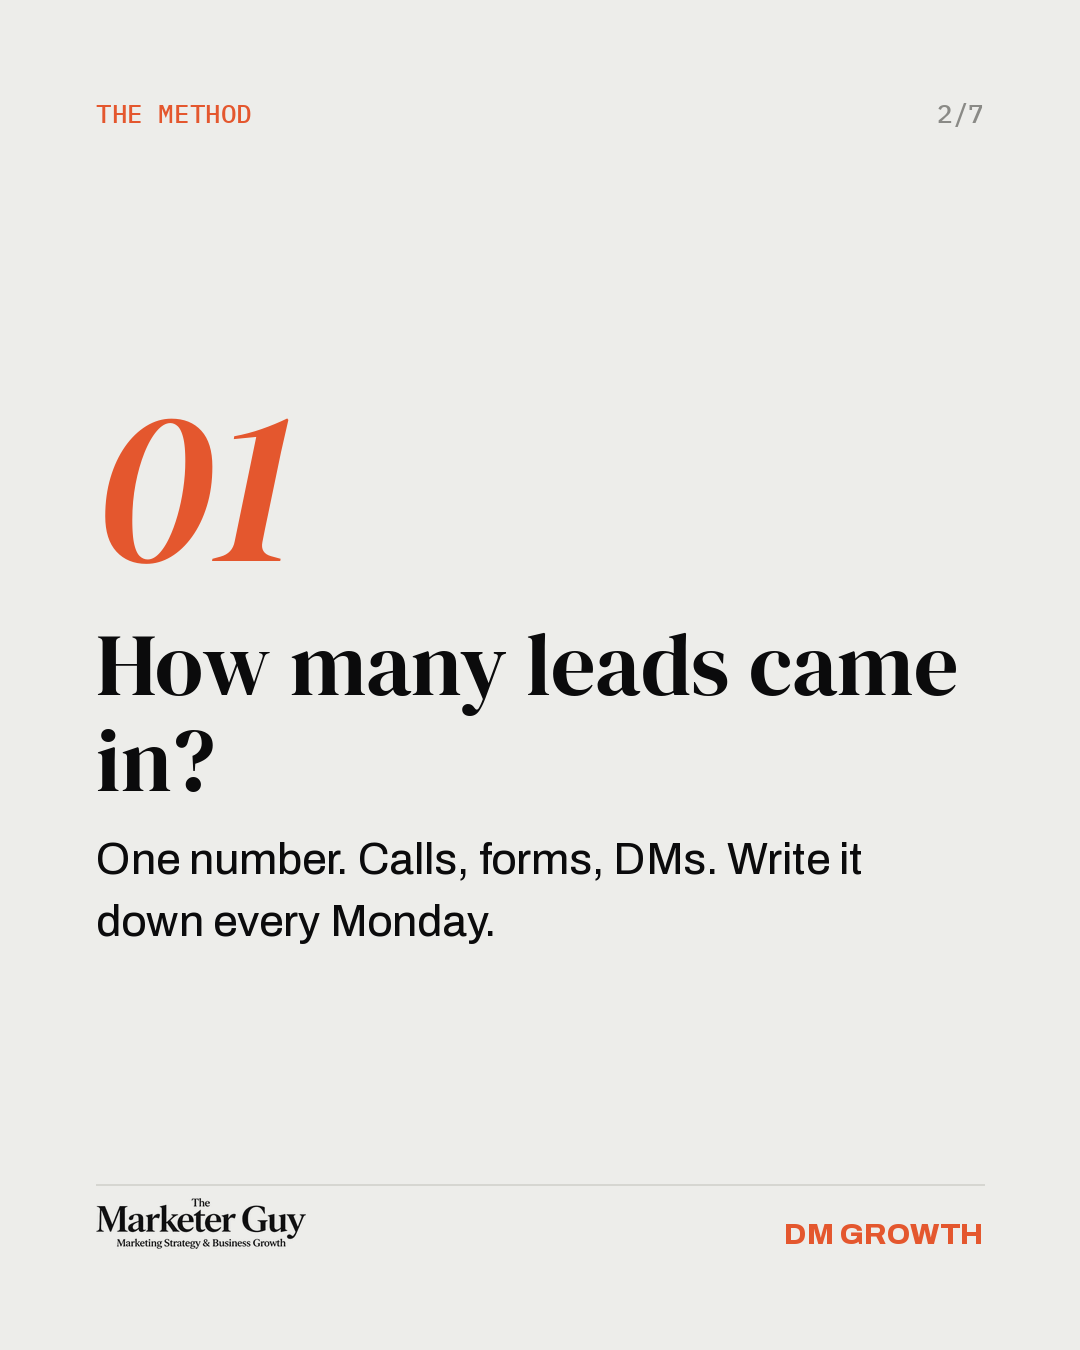 THE METHOD
2/7
01
How many leads came
in?
One number. Calls, forms, DMs. Write it
down every Monday.
The
Marketer Guy
Marketing Strategy & Business Growth
DM GROWTH